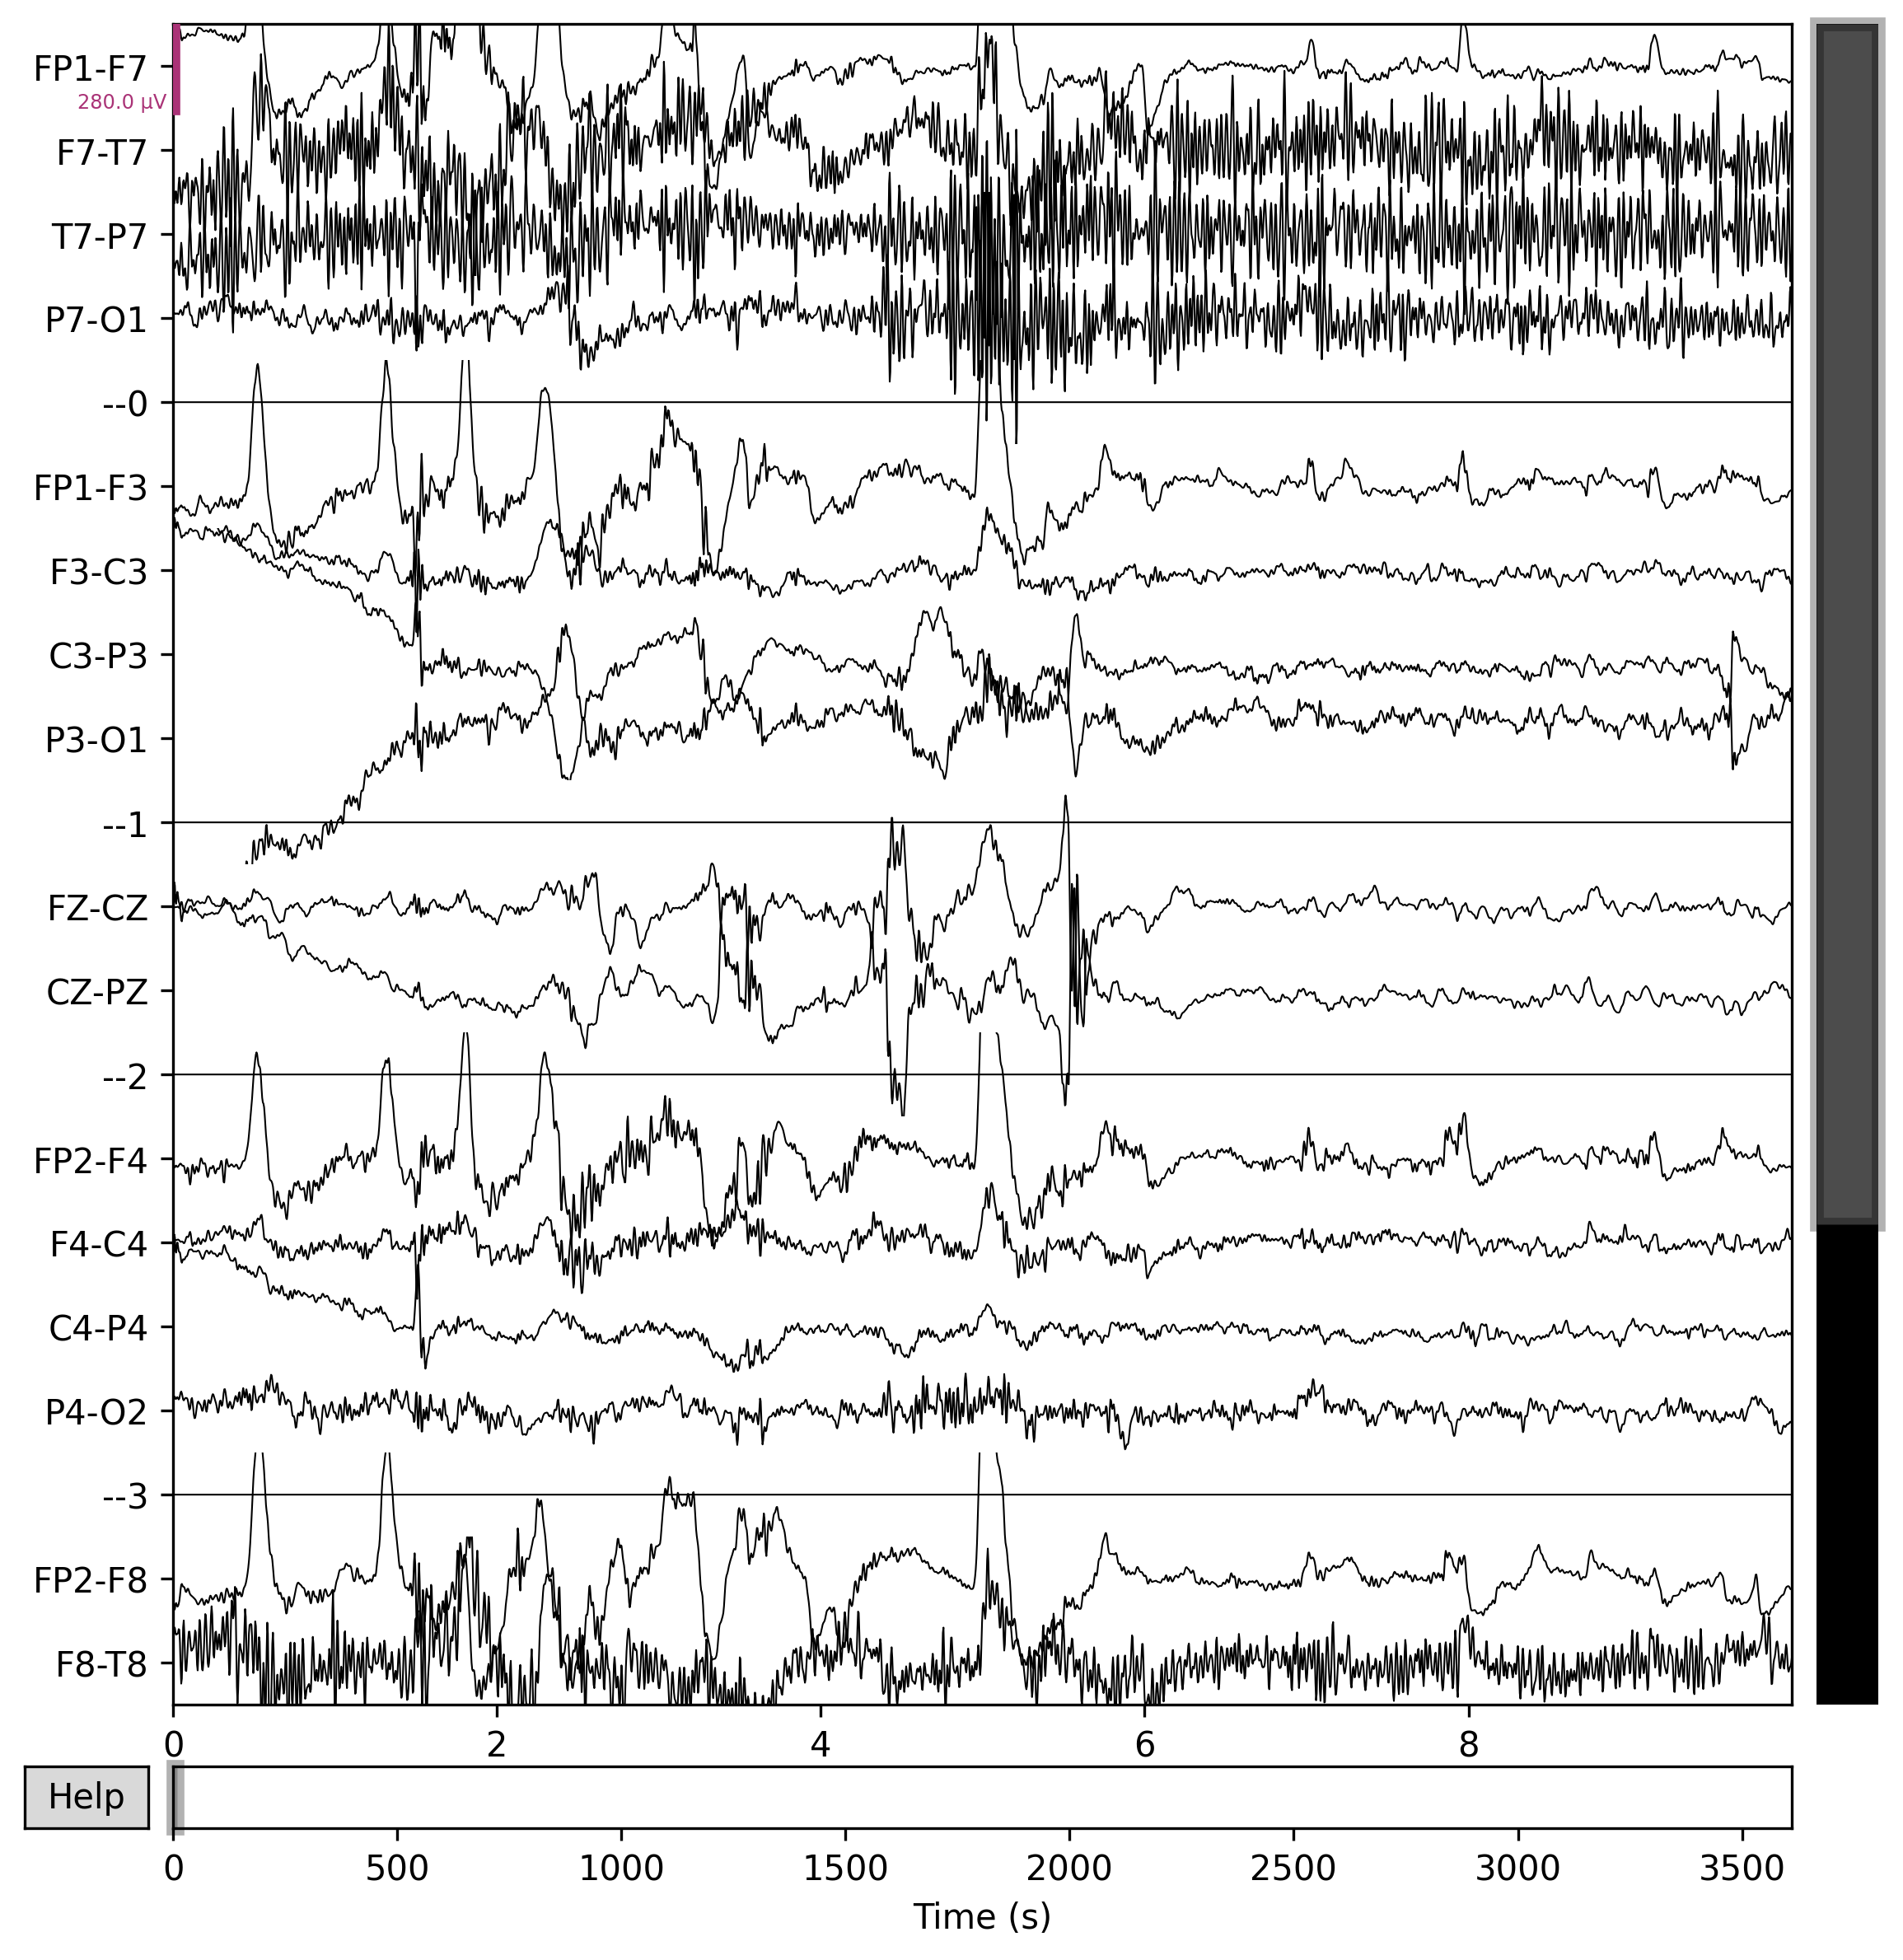 FP1-F7
280.0 µV
F7-T7
T7-P7
P7-O1
--0
FP1-F3
F3-C3
C3-P3
P3-O1
--1
FZ-CZ
CZ-PZ
--2
FP2-F4
F4-C4
C4-P4
P4-O2
--3
FP2-F8
F8-T8
0 2 4 6 8
Help
0 500 1000 1500 2000 2500 3000 3500
Time (s)